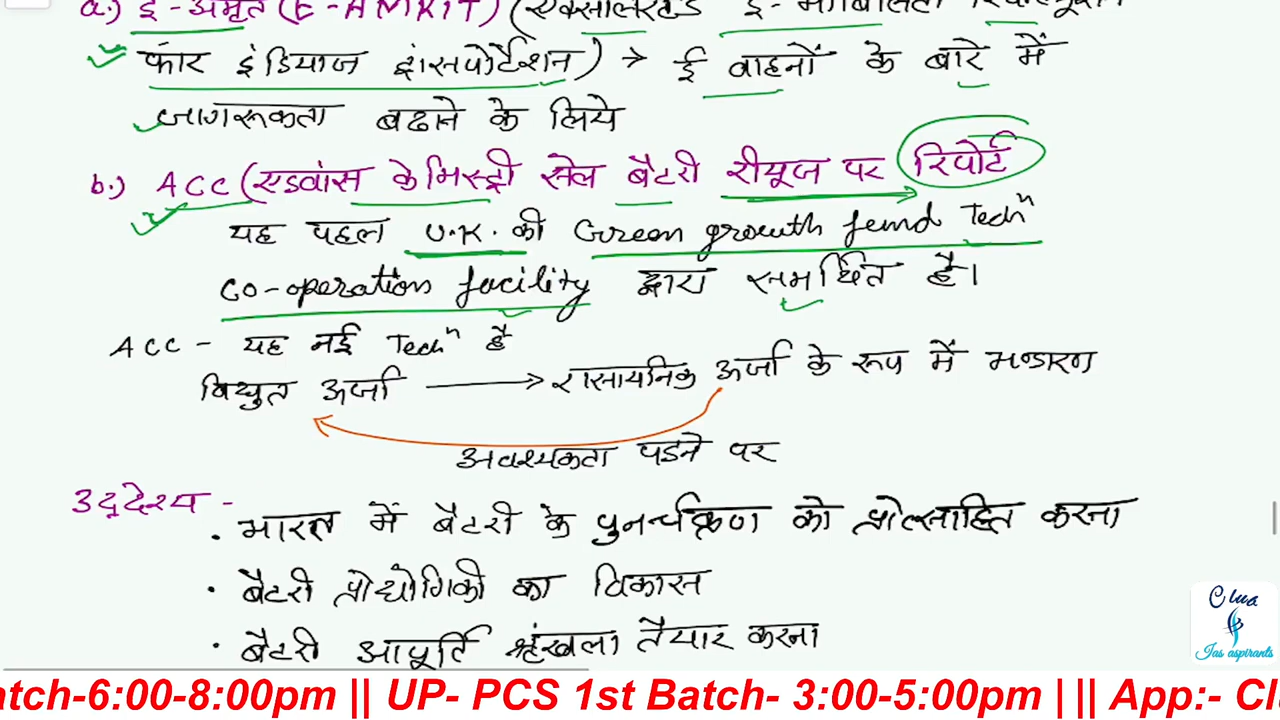 a.) ई-अमृत (E-AMRIT) (एक्सीलरेटेड ई-मोबिलिटी रिवोल्यूशन
फॉर इंडियाज ट्रांसपोर्टेशन) → ई वाहनों के बारे में
जागरूकता बढाने के लिये
b.) ACC (एडवांस केमिस्ट्री सेल बैटरी रीयूज पर रिपोर्ट
यह पहल U.K. की Green growth fund Techⁿ
Co-operation facility द्वारा समर्थित है।
ACC - यह नई Techⁿ है
विद्युत ऊर्जा → रासायनिक ऊर्जा के रूप में भण्डारण
आवश्यकता पडने पर
उद्देश्य -
• भारत में बैटरी के पुनर्चक्रण को प्रोत्साहित करना
• बैटरी प्रौद्योगिकी का विकास
• बैटरी आपूर्ति श्रृंखला तैयार करना
Clue
Ias aspirants
atch-6:00-8:00pm || UP- PCS 1st Batch- 3:00-5:00pm | || App:- Cl